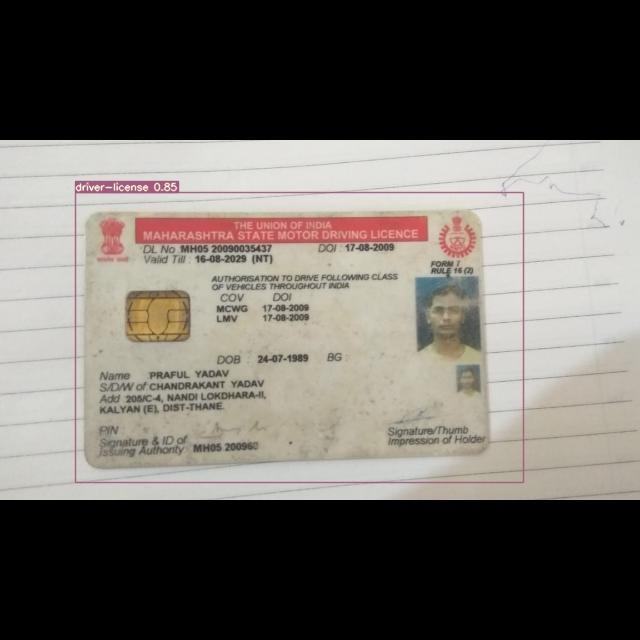 driver-license 0.85
THE UNION OF INDIA
MAHARASHTRA STATE MOTOR DRIVING LICENCE
DL No MH05 20090035437 DOI : 17-08-2009
Valid Till : 16-08-2029 (NT)
FORM 7
RULE 16 (2)
AUTHORISATION TO DRIVE FOLLOWING CLASS
OF VEHICLES THROUGHOUT INDIA
COV DOI
MCWG 17-08-2009
LMV 17-08-2009
DOB : 24-07-1989 BG :
Name PRAFUL YADAV
S/D/W of CHANDRAKANT YADAV
Add 205/C-4, NANDI LOKDHARA-II,
KALYAN (E), DIST-THANE.
PIN
Signature & ID of
Issuing Authority MH05
Signature/Thumb
Impression of Holder